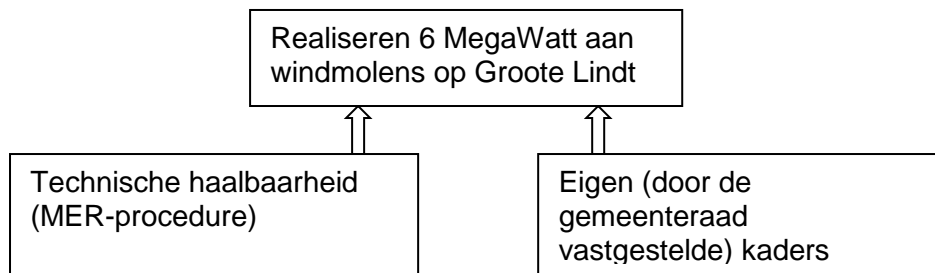 Realiseren 6 MegaWatt aan
windmolens op Groote Lindt
Technische haalbaarheid
(MER-procedure)
Eigen (door de
gemeenteraad
vastgestelde) kaders